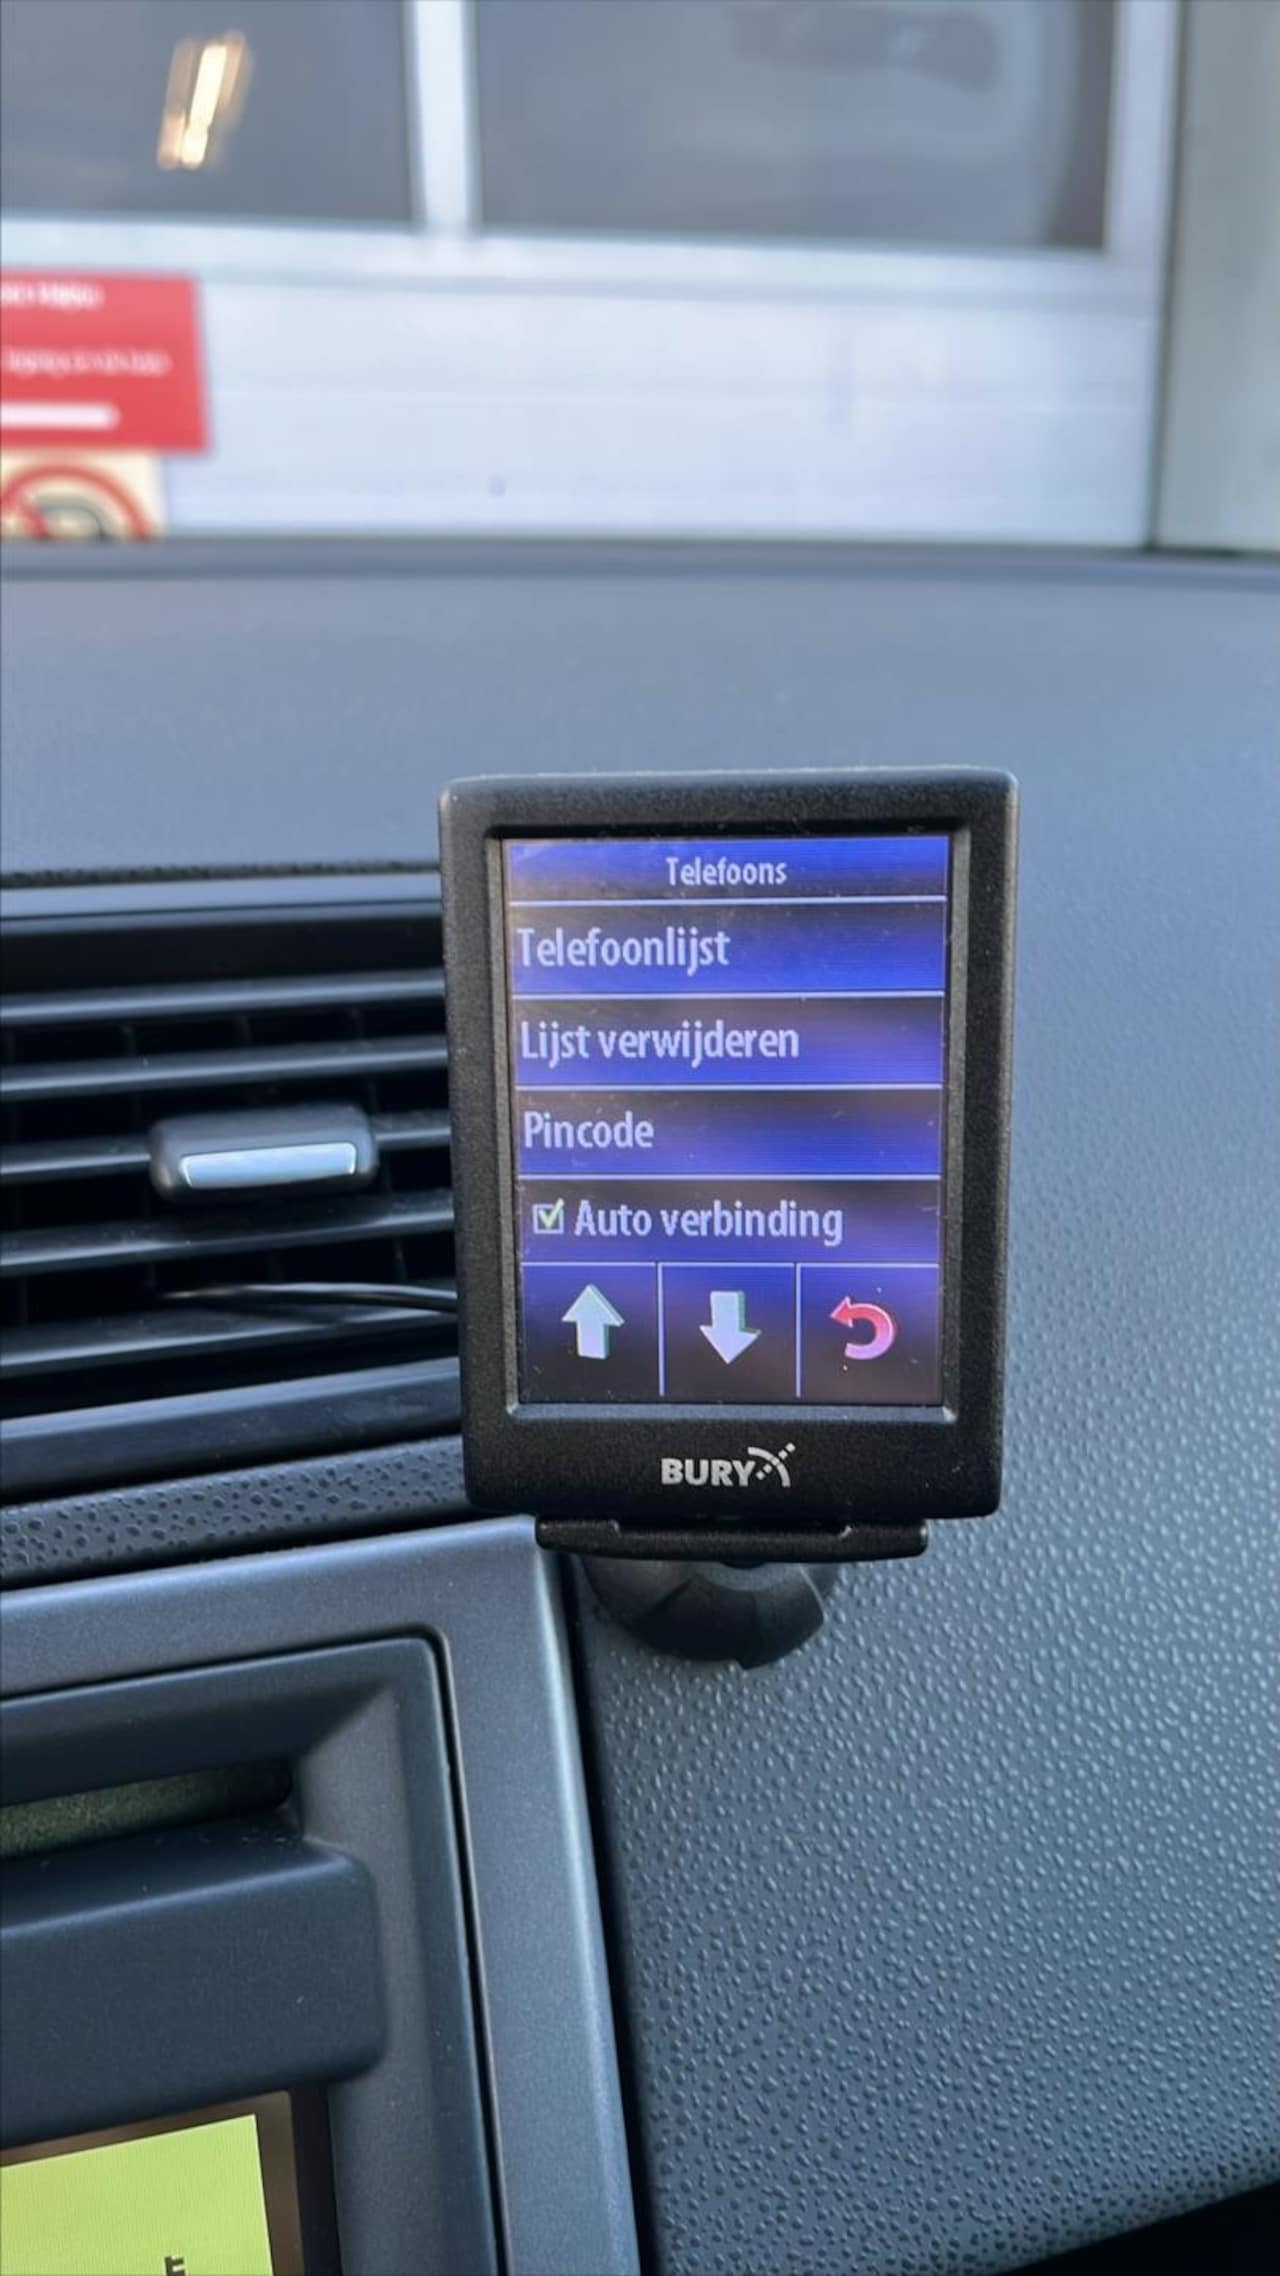 Telefoons
Telefoonlijst
Lijst verwijderen
Pincode
Auto verbinding
BURY